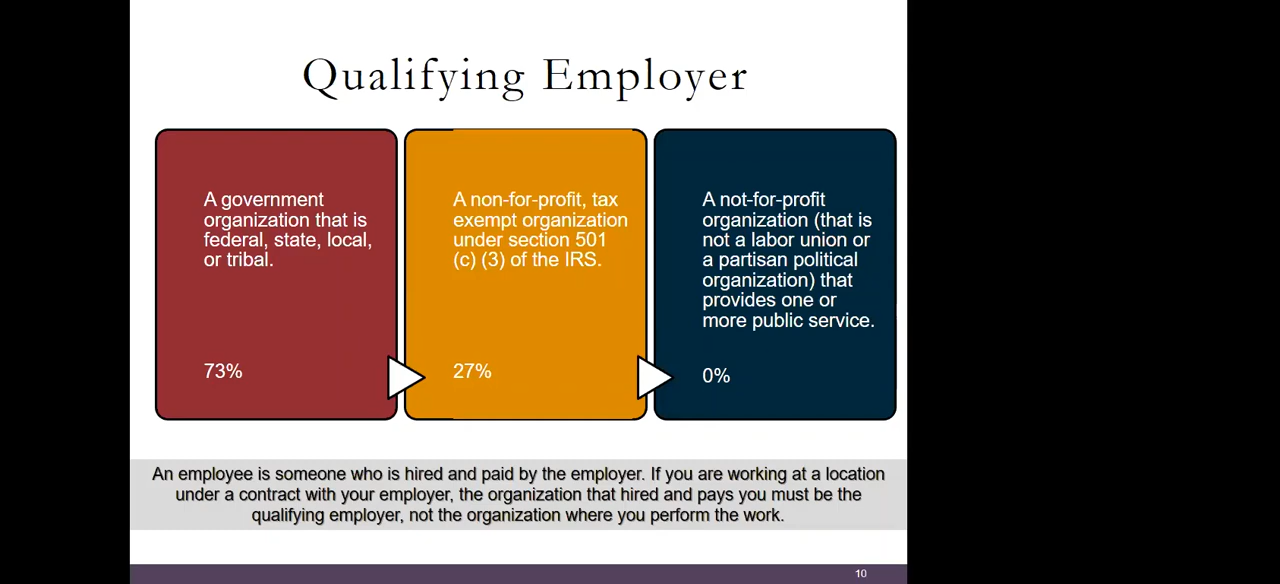 Qualifying Employer
A government
organization that is
federal, state, local,
or tribal.
73%
A non-for-profit, tax
exempt organization
under section 501
(c) (3) of the IRS.
27%
A not-for-profit
organization (that is
not a labor union or
a partisan political
organization) that
provides one or
more public service.
0%
An employee is someone who is hired and paid by the employer. If you are working at a location
under a contract with your employer, the organization that hired and pays you must be the
qualifying employer, not the organization where you perform the work.
10